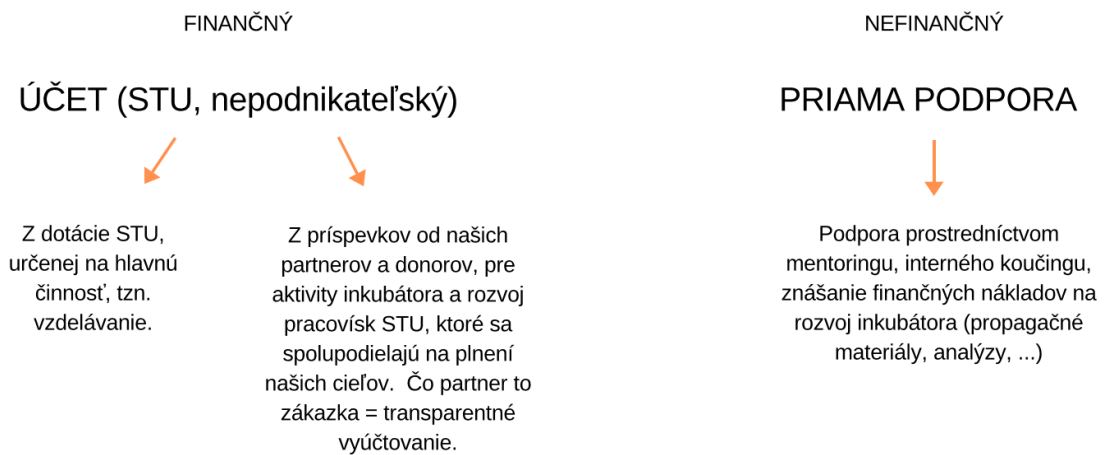 FINANČNÝ
ÚČET (STU, nepodnikateľský)
Z dotácie STU,
určenej na hlavnú
činnosť, tzn.
vzdelávanie.
Z príspevkov od našich
partnerov a donorov, pre
aktivity inkubátora a rozvoj
pracovísk STU, ktoré sa
spolupodielajú na plnení
našich cieľov.  Čo partner to
zákazka = transparentné
vyúčtovanie.
NEFINANČNÝ
PRIAMA PODPORA
Podpora prostredníctvom
mentoringu, interného koučingu,
znášanie finančných nákladov na
rozvoj inkubátora (propagačné
materiály, analýzy, ...)